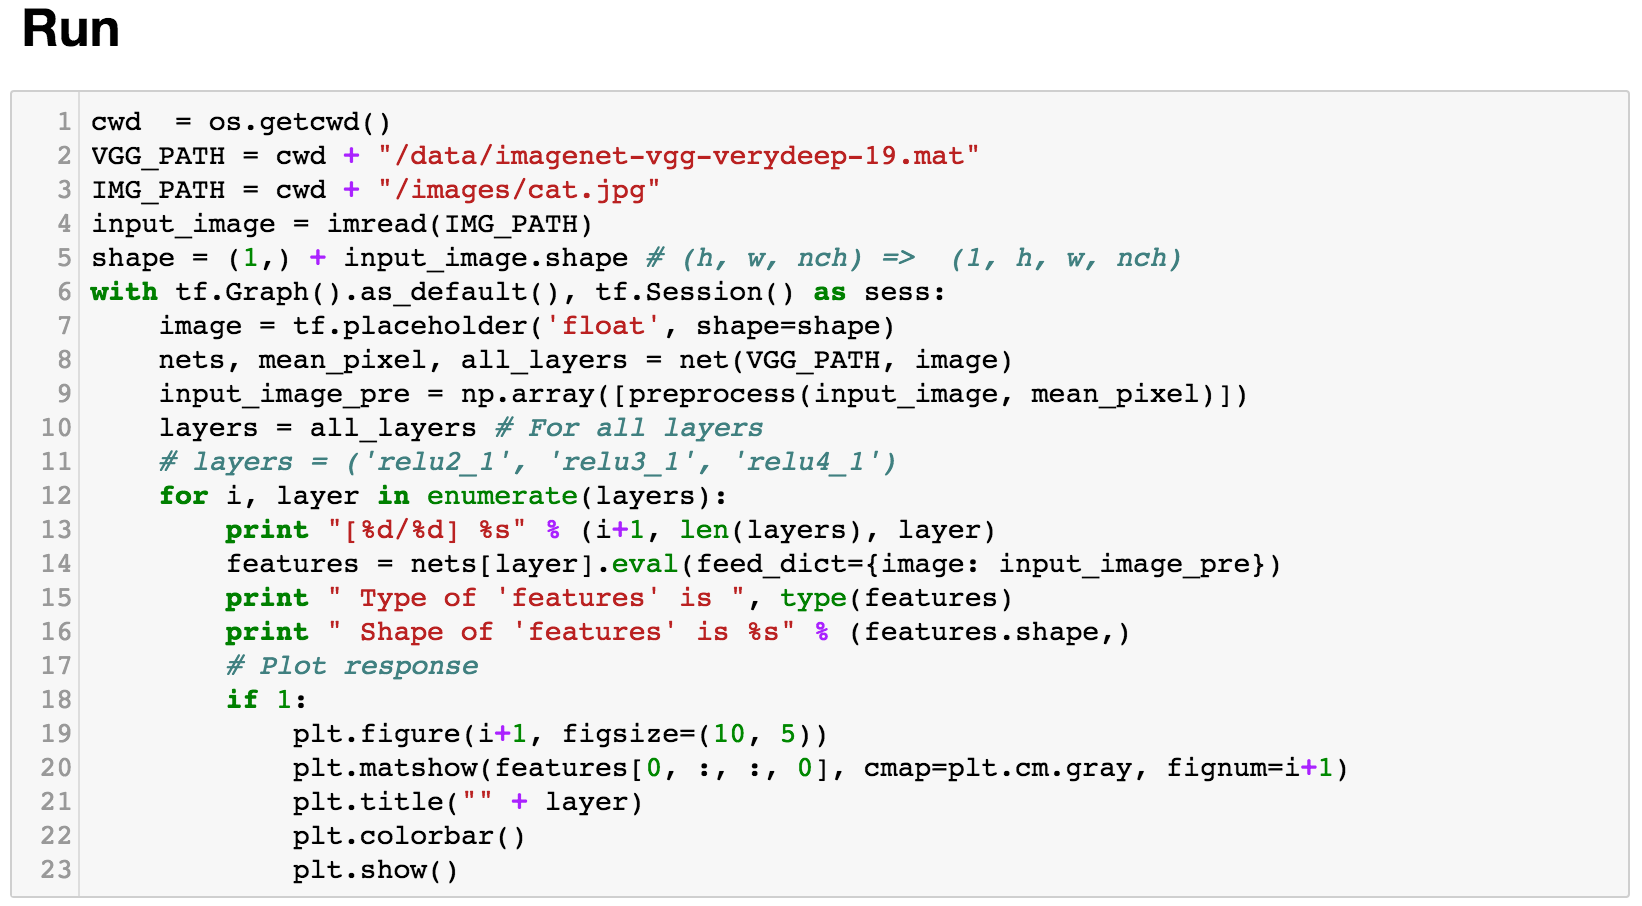 Run
1 cwd  = os.getcwd()
2 VGG_PATH = cwd + "/data/imagenet-vgg-verydeep-19.mat"
3 IMG_PATH = cwd + "/images/cat.jpg"
4 input_image = imread(IMG_PATH)
5 shape = (1,) + input_image.shape # (h, w, nch) =>  (1, h, w, nch)
6 with tf.Graph().as_default(), tf.Session() as sess:
7     image = tf.placeholder('float', shape=shape)
8     nets, mean_pixel, all_layers = net(VGG_PATH, image)
9     input_image_pre = np.array([preprocess(input_image, mean_pixel)])
10     layers = all_layers # For all layers
11     # layers = ('relu2_1', 'relu3_1', 'relu4_1')
12     for i, layer in enumerate(layers):
13         print "[%d/%d] %s" % (i+1, len(layers), layer)
14         features = nets[layer].eval(feed_dict={image: input_image_pre})
15         print " Type of 'features' is ", type(features)
16         print " Shape of 'features' is %s" % (features.shape,)
17         # Plot response
18         if 1:
19             plt.figure(i+1, figsize=(10, 5))
20             plt.matshow(features[0, :, :, 0], cmap=plt.cm.gray, fignum=i+1)
21             plt.title("" + layer)
22             plt.colorbar()
23             plt.show()